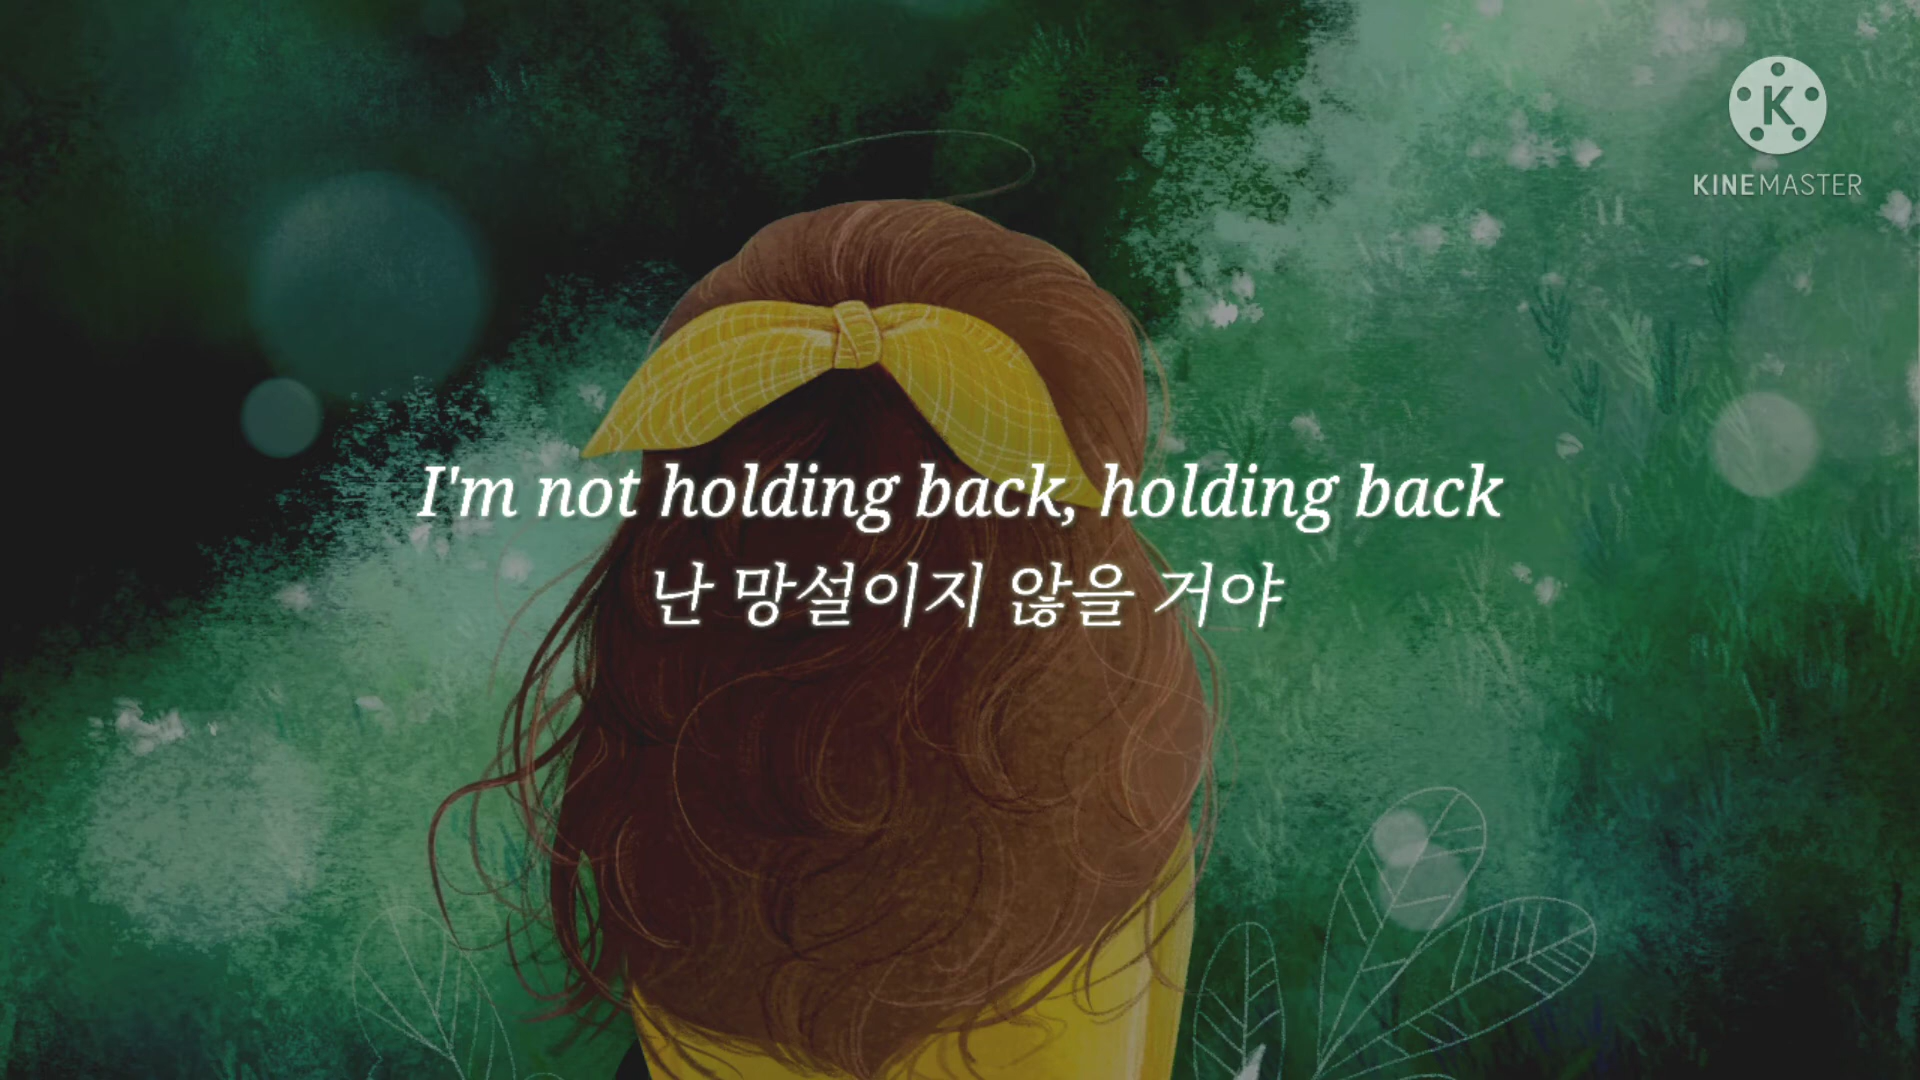 K
KINEMASTER
I'm not holding back, holding back
난 망설이지 않을 거야